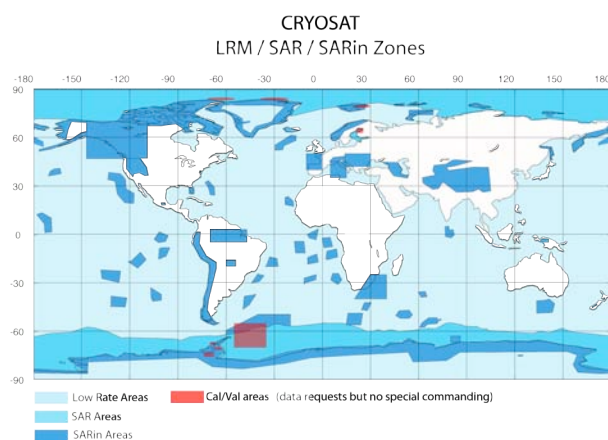 CRYOSAT
LRM / SAR / SARin Zones
-180 -120 -90 -60 -30 0 30 60 90 120 150 180
90
60
30
0
-30
-60
-90
Low Rate Areas
Cal/Val areas (data requests but no special commanding)
SAR Areas
SARin Areas